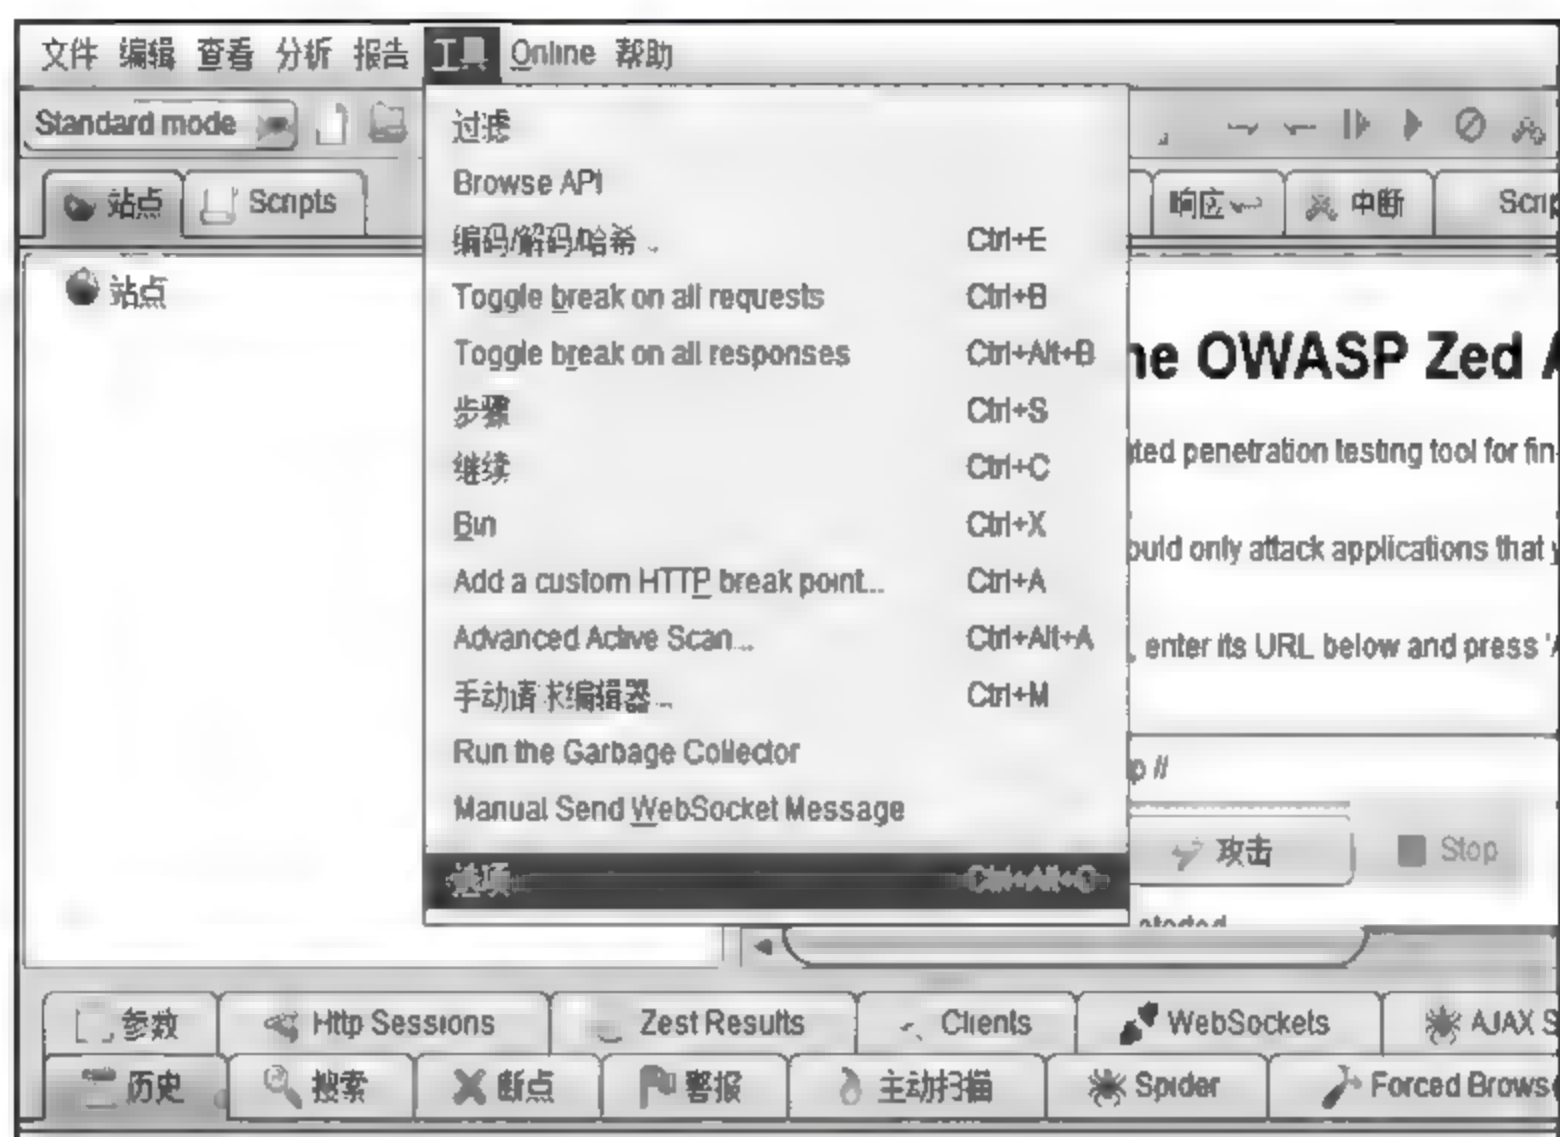 文件 编辑 查看 分析 报告 工具 Online 帮助
Standard mode
站点 Scripts 响应 中断 Scrip
站点
过滤
Browse API
编码/解码/哈希... Ctrl+E
Toggle break on all requests Ctrl+B
Toggle break on all responses Ctrl+Alt+B
步骤 Ctrl+S
继续 Ctrl+C
Bin Ctrl+X
Add a custom HTTP break point... Ctrl+A
Advanced Active Scan... Ctrl+Alt+A
手动请求编辑器... Ctrl+M
Run the Garbage Collector
Manual Send WebSocket Message
选项... Ctrl+Alt+O
ne OWASP Zed A
ted penetration testing tool for fin
ould only attack applications that y
, enter its URL below and press 'A
p //
攻击 Stop
参数 Http Sessions Zest Results Clients WebSockets AJAX S
历史 搜索 断点 警报 主动扫描 Spider Forced Brows